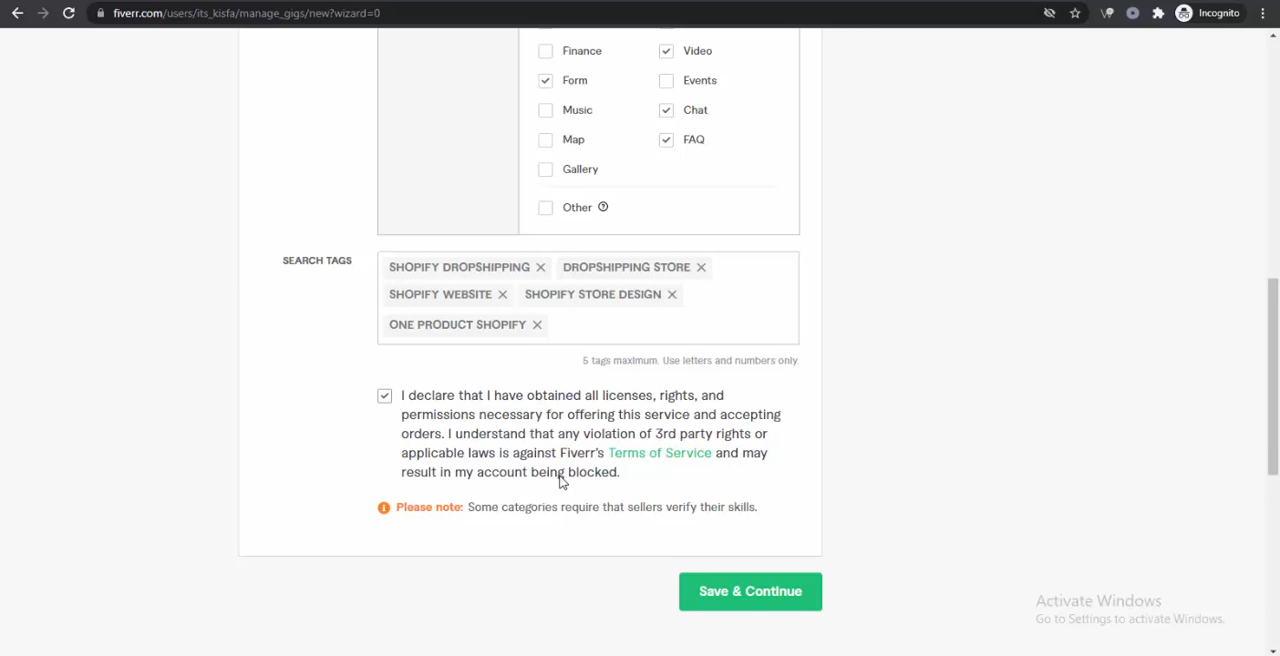 fiverr.com/users/its_kisfa/manage_gigs/new?wizard=0
Incognito
Finance
Video
Form
Events
Music
Chat
Map
FAQ
Gallery
Other
SEARCH TAGS
SHOPIFY DROPSHIPPING
DROPSHIPPING STORE
SHOPIFY WEBSITE
SHOPIFY STORE DESIGN
ONE PRODUCT SHOPIFY
5 tags maximum. Use letters and numbers only.
I declare that I have obtained all licenses, rights, and
permissions necessary for offering this service and accepting
orders. I understand that any violation of 3rd party rights or
applicable laws is against Fiverr's Terms of Service and may
result in my account being blocked.
Please note: Some categories require that sellers verify their skills.
Save & Continue
Activate Windows
Go to Settings to activate Windows.